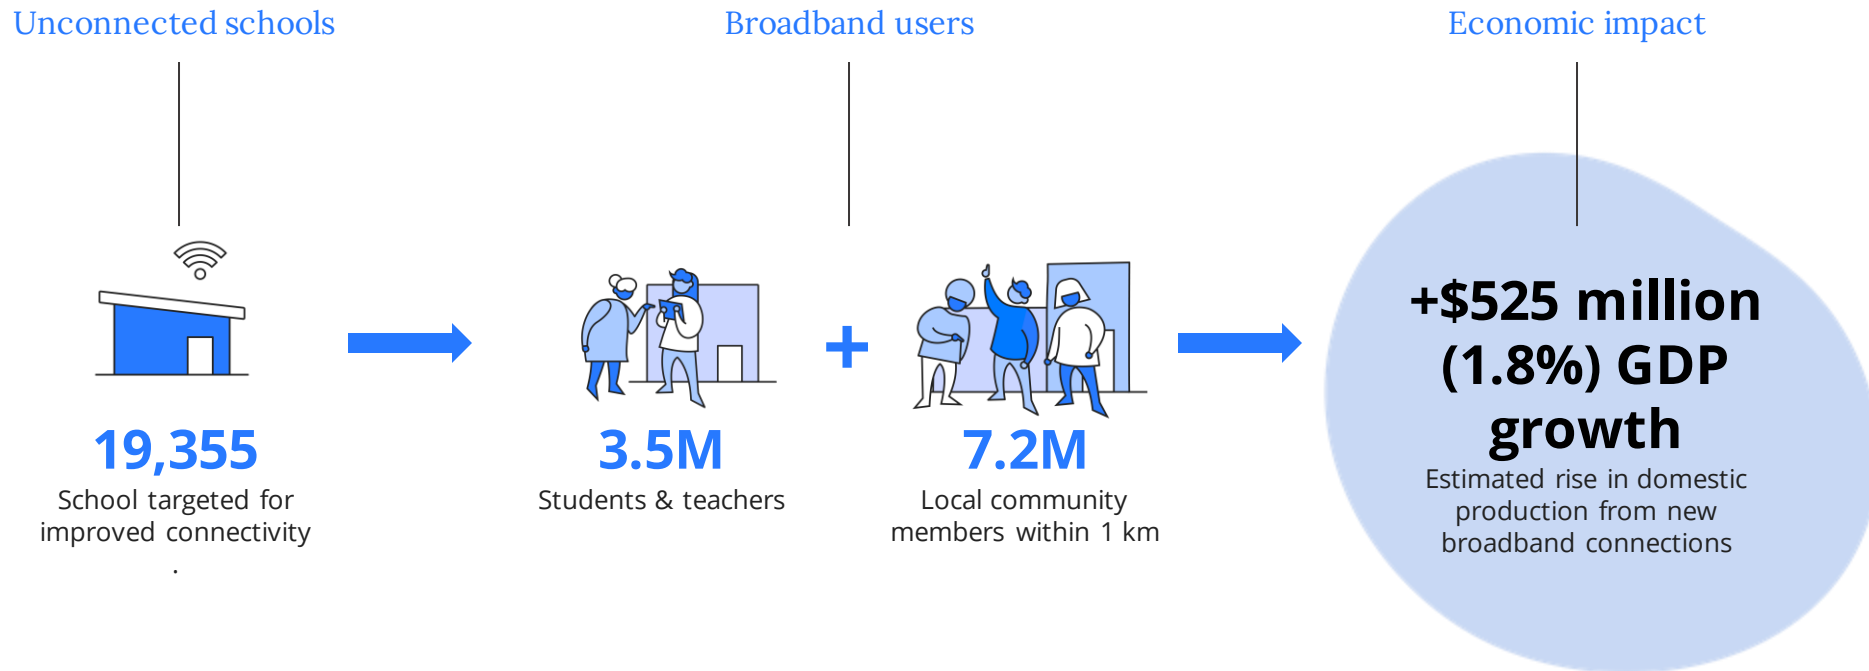 Unconnected schools
Broadband users
Economic impact
19,355
School targeted for
improved connectivity
.
3.5M
Students & teachers
+
7.2M
Local community
members within 1 km
+$525 million
(1.8%) GDP
growth
Estimated rise in domestic
production from new
broadband connections